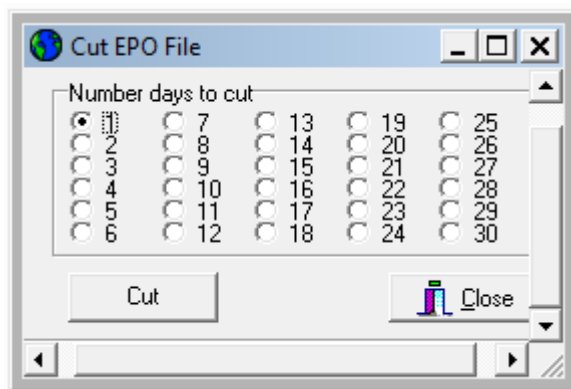 Cut EPO File
Number days to cut
1 7 13 19 25
2 8 14 20 26
3 9 15 21 27
4 10 16 22 28
5 11 17 23 29
6 12 18 24 30
Cut Close